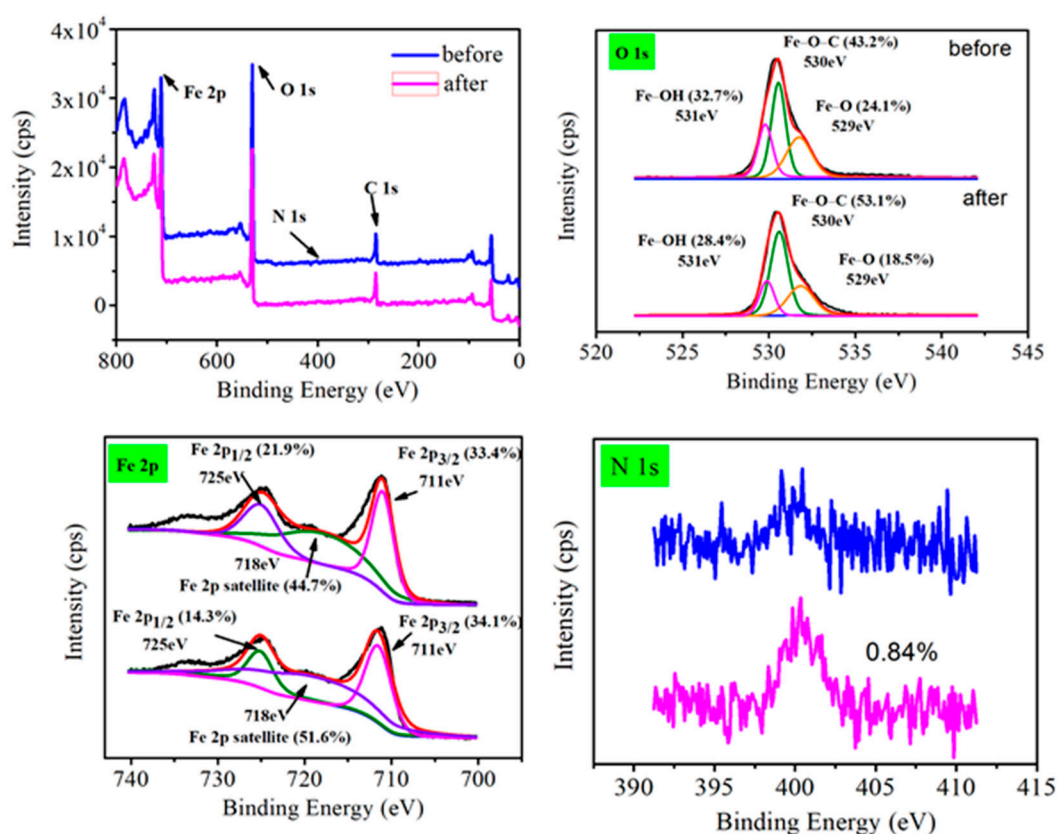 4x10⁴
3x10⁴
2x10⁴
1x10⁴
0
Intensity (cps)
before
after
Fe 2p
O 1s
N 1s
C 1s
800 600 400 200 0
Binding Energy (eV)
O 1s
Fe–O–C (43.2%)
530eV
before
Fe–OH (32.7%)
531eV
Fe–O (24.1%)
529eV
Fe–O–C (53.1%)
530eV
after
Fe–OH (28.4%)
531eV
Fe–O (18.5%)
529eV
Intensity (cps)
520 525 530 535 540 545
Binding Energy (eV)
Fe 2p
Fe 2p1/2 (21.9%)
725eV
Fe 2p3/2 (33.4%)
711eV
718eV
Fe 2p satellite (44.7%)
Fe 2p1/2 (14.3%)
725eV
Fe 2p3/2 (34.1%)
711eV
718eV
Fe 2p satellite (51.6%)
Intensity (cps)
740 730 720 710 700
Binding Energy (eV)
N 1s
0.84%
Intensity (cps)
390 395 400 405 410 415
Binding Energy (eV)